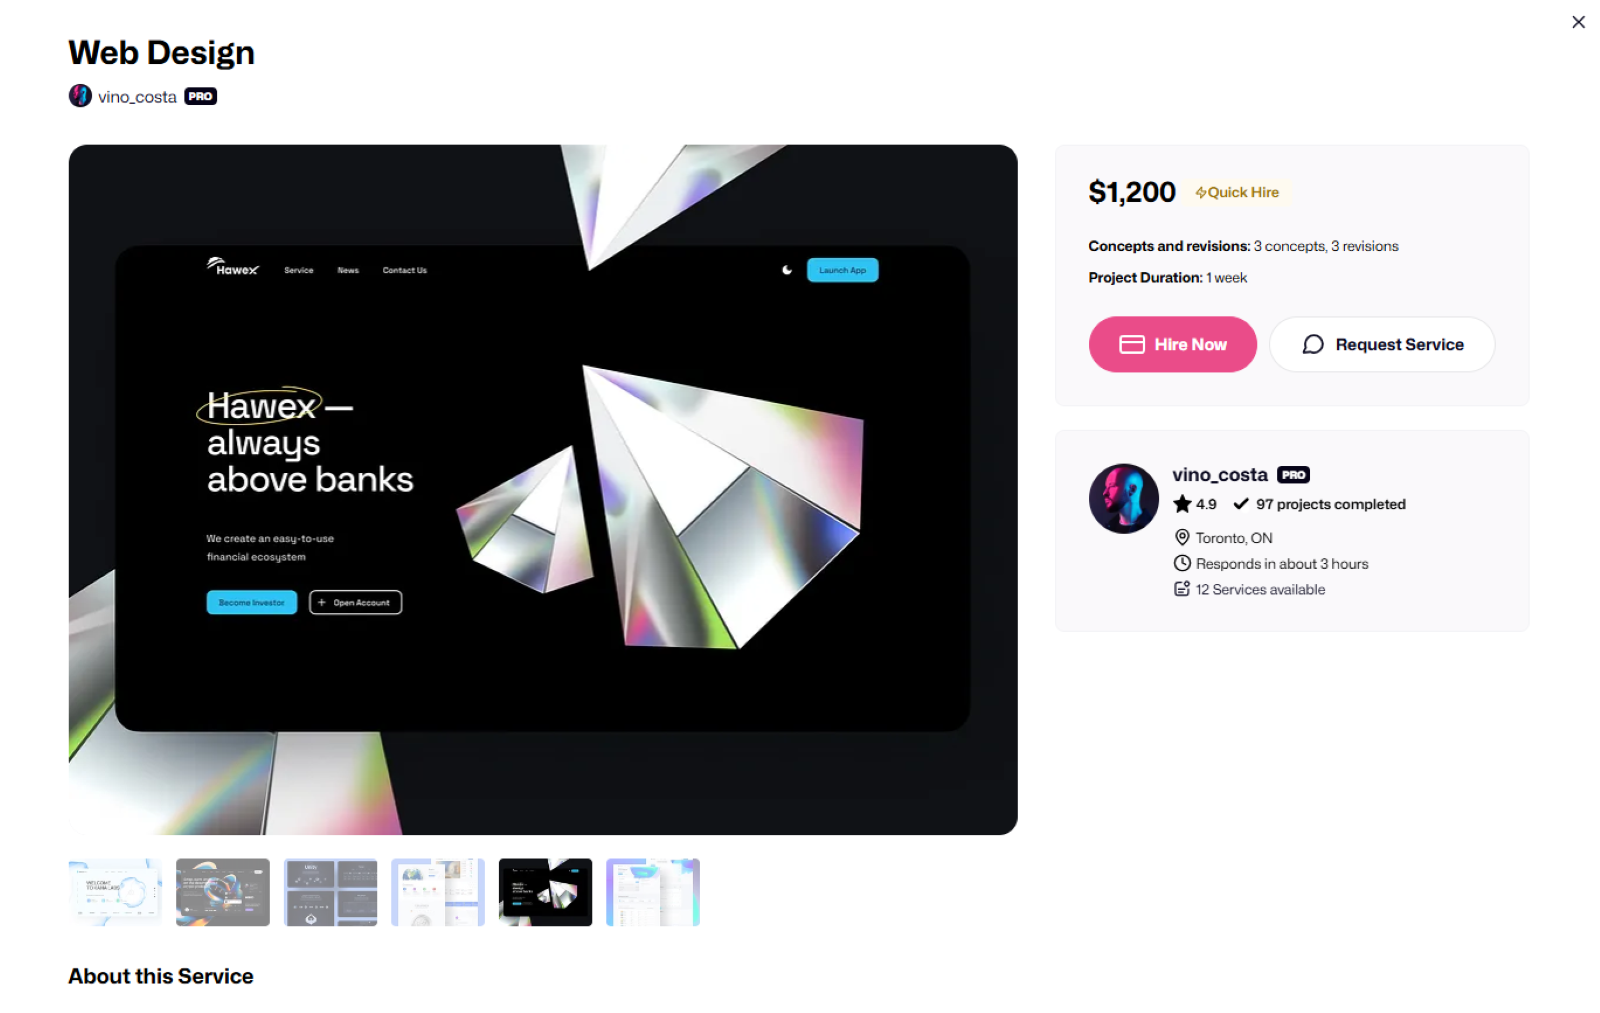 Web Design
vino_costa PRO
Hawex Service News Contact Us Launch App
Hawex —
always
above banks
We create an easy-to-use
financial ecosystem
Become Investor + Open Account
$1,200 Quick Hire
Concepts and revisions: 3 concepts, 3 revisions
Project Duration: 1 week
Hire Now Request Service
vino_costa PRO
4.9 97 projects completed
Toronto, ON
Responds in about 3 hours
12 Services available
WELCOME
About this Service